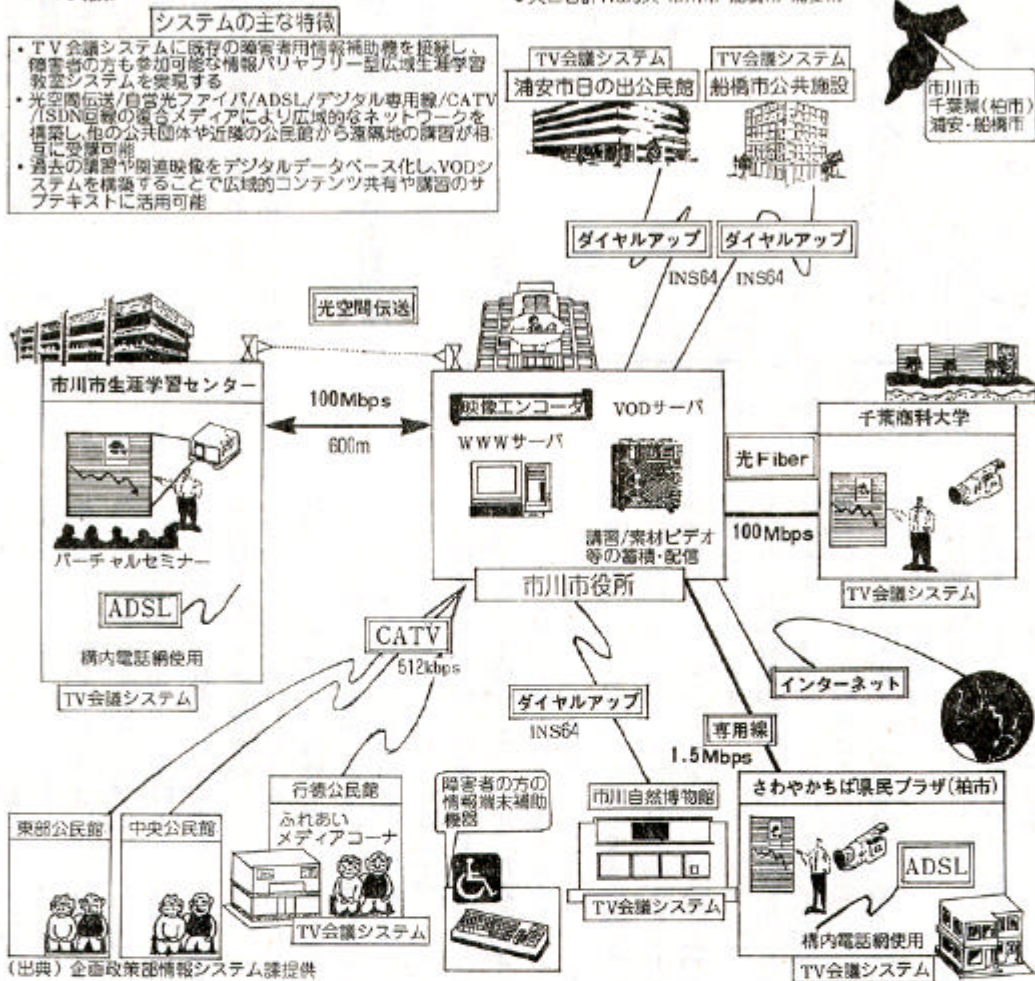 システムの主な特徴
・TV会議システムに既存の障害者用情報補助機を接続し、
障害者の方も参加可能な情報バリヤフリー型広域生涯学習
教室システムを実現する
・光空間伝送/自営光ファイバ/ADSL/デジタル専用線/CATV
/ISDN回線の複合メディアにより広域的なネットワークを
構築し、他の公共団体や近隣の公民館から遠隔地の講習が相
互に受講可能
・過去の講習や関連映像をデジタルデータベース化し、VODシ
ステムを構築することで広域的コンテンツ共有や講習のサ
ブテキストに活用可能
TV会議システム
浦安市日の出公民館
TV会議システム
船橋市公共施設
市川市
千葉県(柏市)
浦安・船橋市
ダイヤルアップ
INS64
ダイヤルアップ
INS64
光空間伝送
市川市生涯学習センター
100Mbps
600m
バーチャルセミナー
ADSL
構内電話網使用
TV会議システム
映像エンコーダ
VODサーバ
WWWサーバ
講習/素材ビデオ
等の蓄積・配信
市川市役所
光Fiber
100Mbps
千葉商科大学
TV会議システム
CATV
512kbps
ダイヤルアップ
INS64
インターネット
専用線
1.5Mbps
東部公民館
中央公民館
行徳公民館
ふれあい
メディアコーナ
TV会議システム
障害者の方の
情報端末補助
機器
市川自然博物館
TV会議システム
さわやかちば県民プラザ(柏市)
ADSL
構内電話網使用
TV会議システム
(出典)企画政策部情報システム課提供